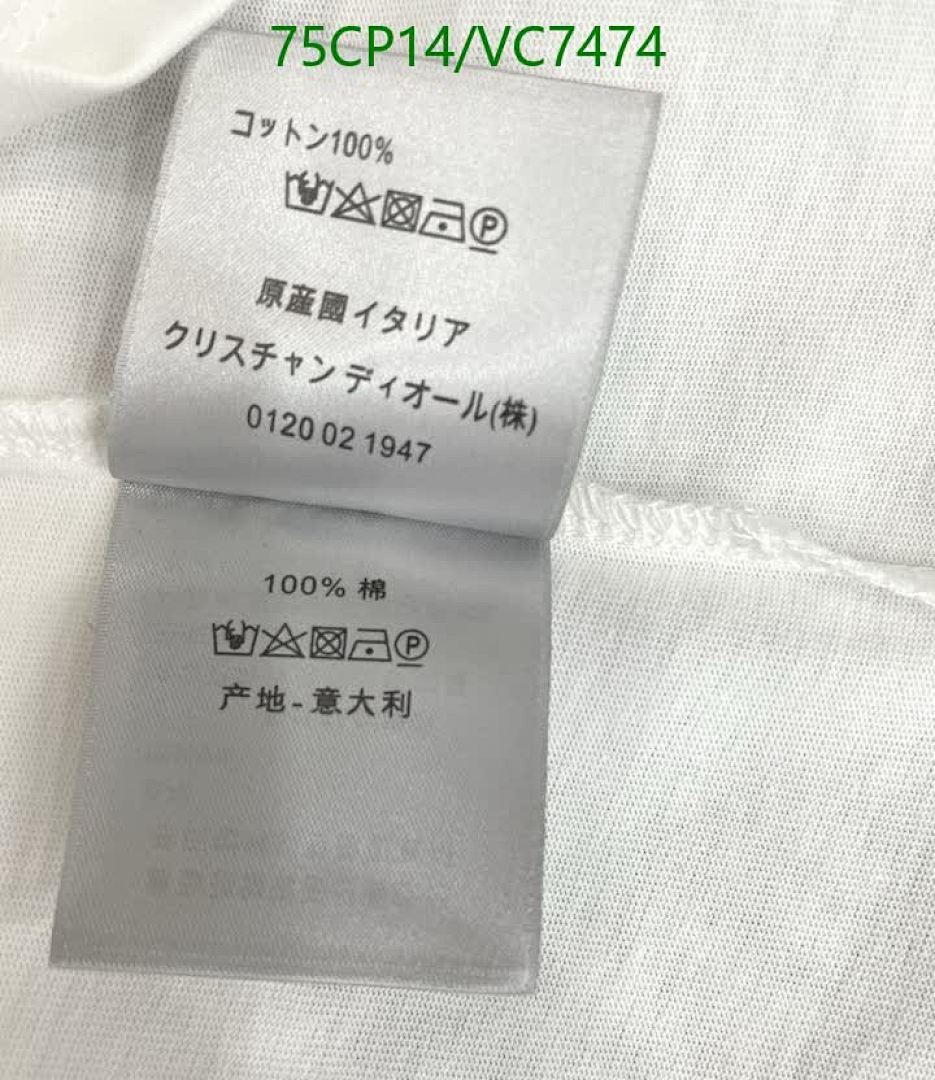 75CP14/VC7474
コットン100%
P
原産國イタリア
クリスチャン ディオール(株)
0120 02 1947
100% 棉
P
产地-意大利